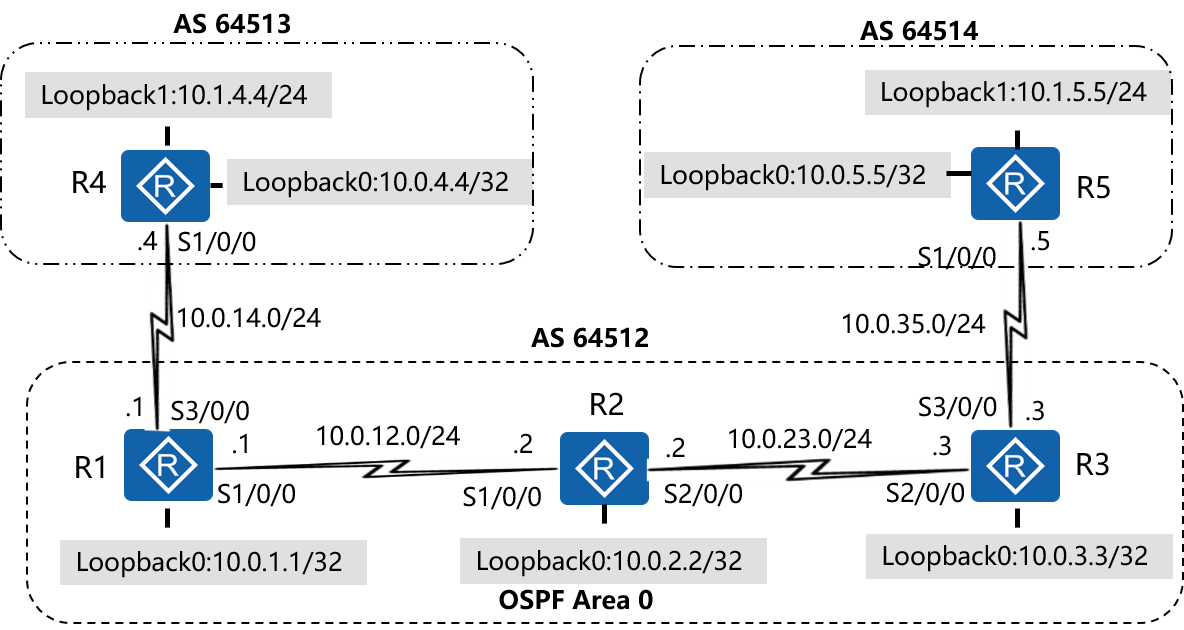 AS 64513
AS 64514
Loopback1:10.1.4.4/24
Loopback1:10.1.5.5/24
R4
R
Loopback0:10.0.4.4/32
Loopback0:10.0.5.5/32
R
R5
.4
S1/0/0
S1/0/0
.5
10.0.14.0/24
10.0.35.0/24
AS 64512
.1
S3/0/0
R2
S3/0/0
.3
R1
R
.1
10.0.12.0/24
.2
R
.2
10.0.23.0/24
.3
R
R3
S1/0/0
S1/0/0
S2/0/0
S2/0/0
Loopback0:10.0.1.1/32
Loopback0:10.0.2.2/32
Loopback0:10.0.3.3/32
OSPF Area 0